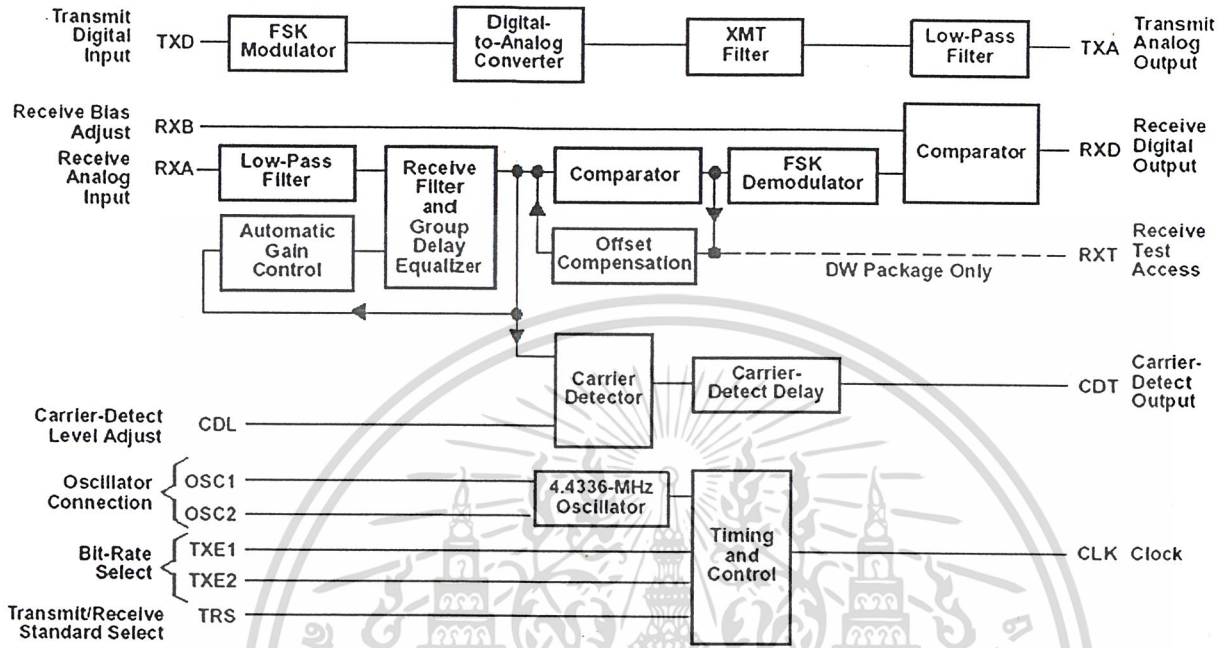 Transmit
Digital
Input
TXD
FSK
Modulator
Digital-
to-Analog
Converter
XMT
Filter
Low-Pass
Filter
TXA
Transmit
Analog
Output
Receive Bias
Adjust
RXB
Receive
Analog
Input
RXA
Low-Pass
Filter
Receive
Filter
and
Group
Delay
Equalizer
Comparator
FSK
Demodulator
Comparator
RXD
Receive
Digital
Output
Automatic
Gain
Control
Offset
Compensation
DW Package Only
RXT
Receive
Test
Access
Carrier
Detector
Carrier-
Detect Delay
CDT
Carrier-
Detect
Output
Carrier-Detect
Level Adjust
CDL
Oscillator
Connection
OSC1
OSC2
4.4336-MHz
Oscillator
Bit-Rate
Select
TXE1
TXE2
Timing
and
Control
CLK Clock
Transmit/Receive
Standard Select
TRS